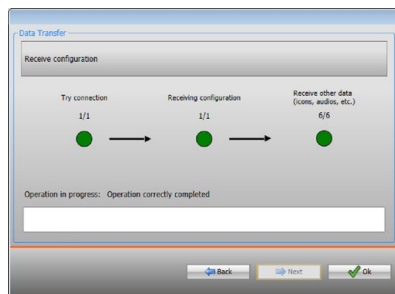 Data Transfer
Receive configuration
Try connection
1/1
Receiving configuration
1/1
Receive other data
(icons, audios, etc.)
6/6
Operation in progress: Operation correctly completed
Back
Next
Ok